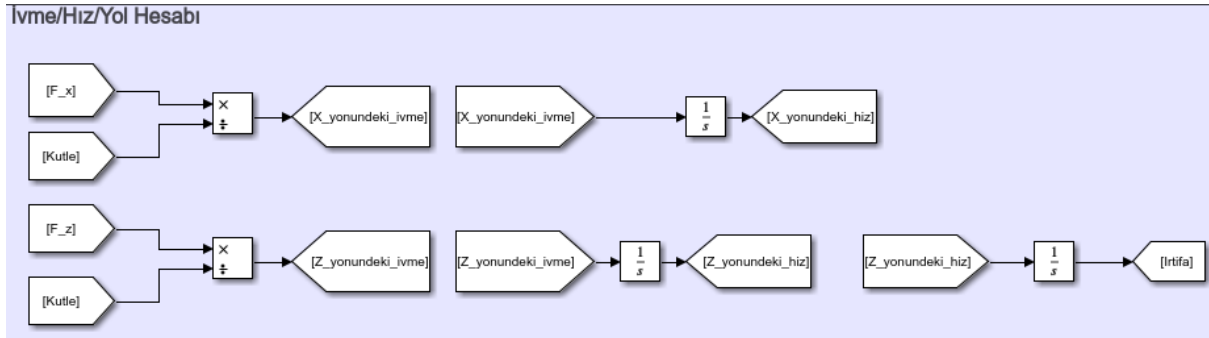 İvme/Hız/Yol Hesabı
[F_x]
[Kutle]
×
÷
[X_yonundeki_ivme]
[X_yonundeki_ivme]
1
s
[X_yonundeki_hiz]
[F_z]
[Kutle]
×
÷
[Z_yonundeki_ivme]
[Z_yonundeki_ivme]
1
s
[Z_yonundeki_hiz]
[Z_yonundeki_hiz]
1
s
[Irtifa]